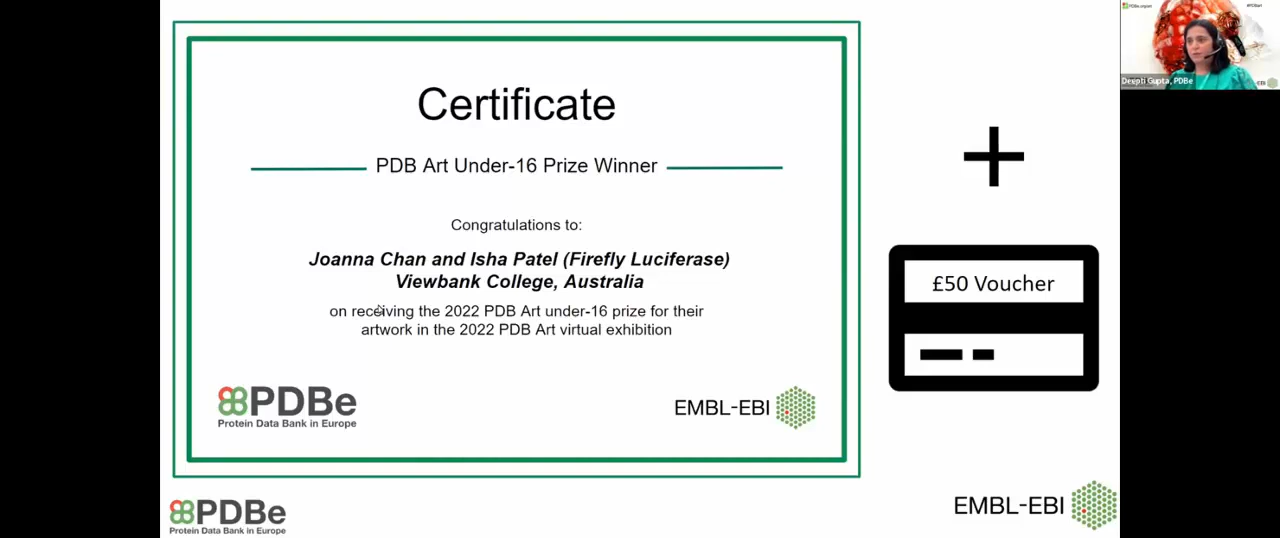 Certificate
PDB Art Under-16 Prize Winner
Congratulations to:
Joanna Chan and Isha Patel (Firefly Luciferase)
Viewbank College, Australia
on receiving the 2022 PDB Art under-16 prize for their
artwork in the 2022 PDB Art virtual exhibition
PDBe
Protein Data Bank in Europe
EMBL-EBI
+
£50 Voucher
PDBe
Protein Data Bank in Europe
EMBL-EBI
Deepti Gupta, PDBe